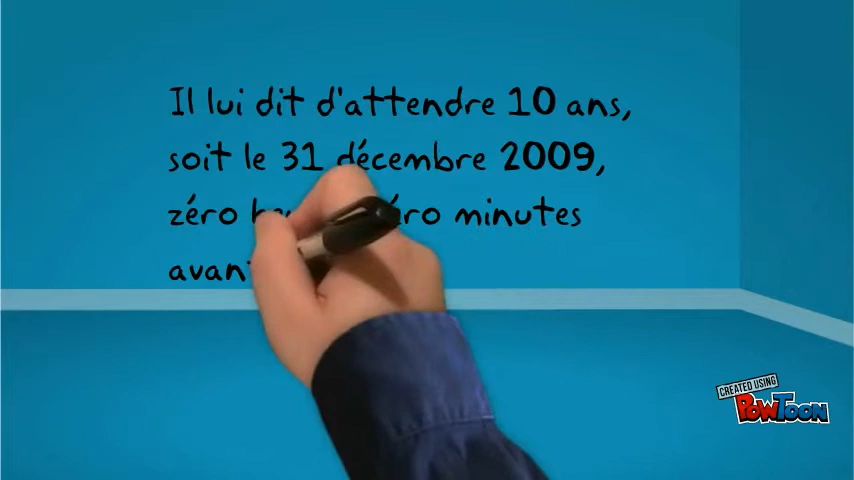 Il lui dit d'attendre 10 ans,
soit le 31 décembre 2009,
zéro minutes
CREATED USING
POWTOON